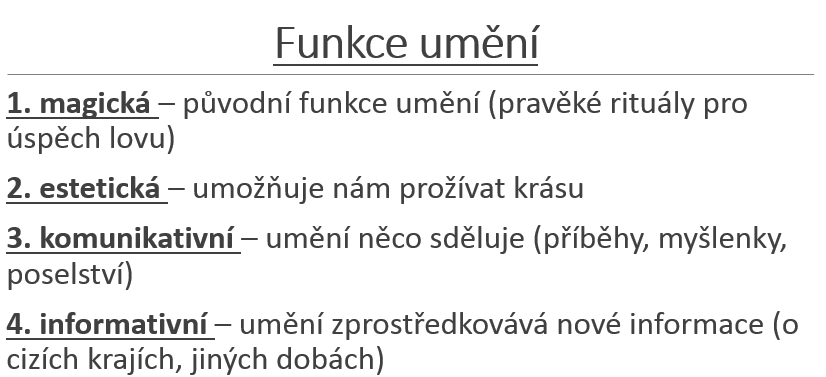 Funkce umění
1. magická – původní funkce umění (pravěké rituály pro
úspěch lovu)
2. estetická – umožňuje nám prožívat krásu
3. komunikativní – umění něco sděluje (příběhy, myšlenky,
poselství)
4. informativní – umění zprostředkovává nové informace (o
cizích krajích, jiných dobách)